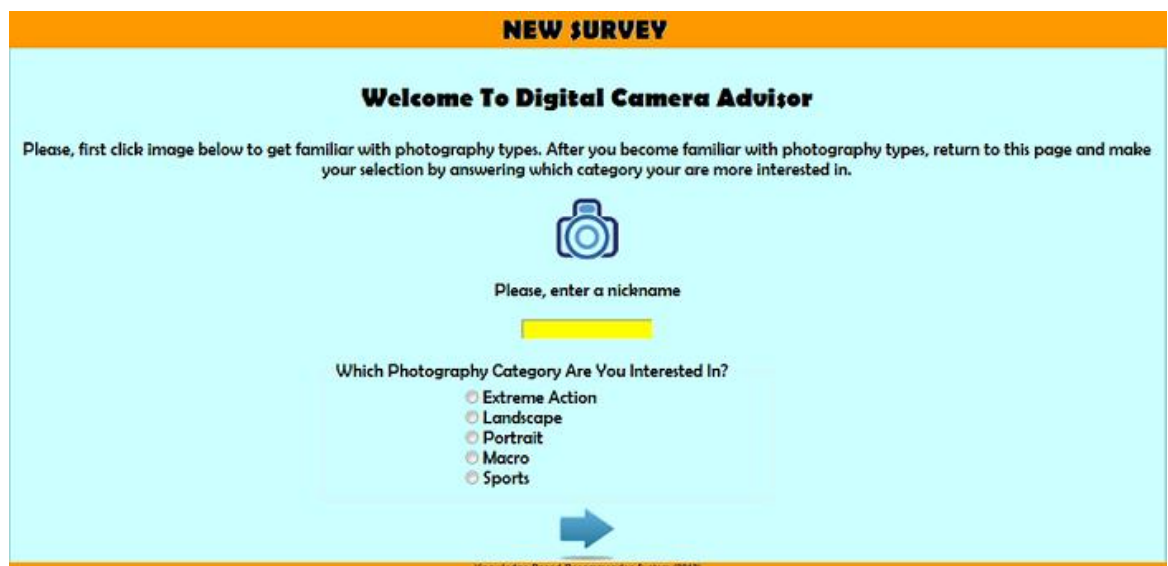 NEW SURVEY
Welcome To Digital Camera Advisor
Please, first click image below to get familiar with photography types. After you become familiar with photography types, return to this page and make
your selection by answering which category your are more interested in.
Please, enter a nickname
Which Photography Category Are You Interested In?
Extreme Action
Landscape
Portrait
Macro
Sports